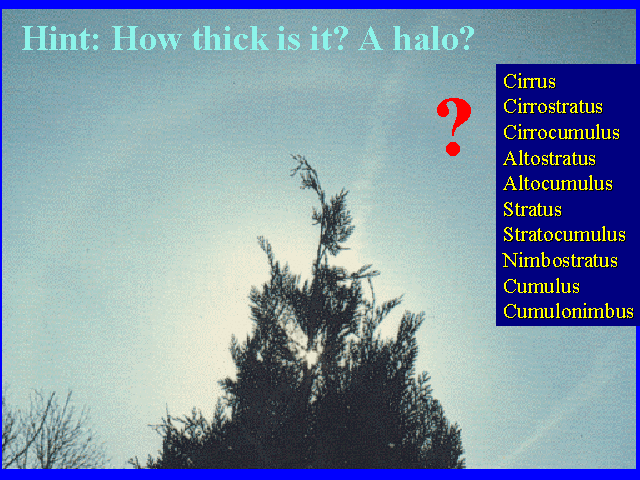 Hint: How thick is it? A halo?
?
Cirrus
Cirrostratus
Cirrocumulus
Altostratus
Altocumulus
Stratus
Stratocumulus
Nimbostratus
Cumulus
Cumulonimbus